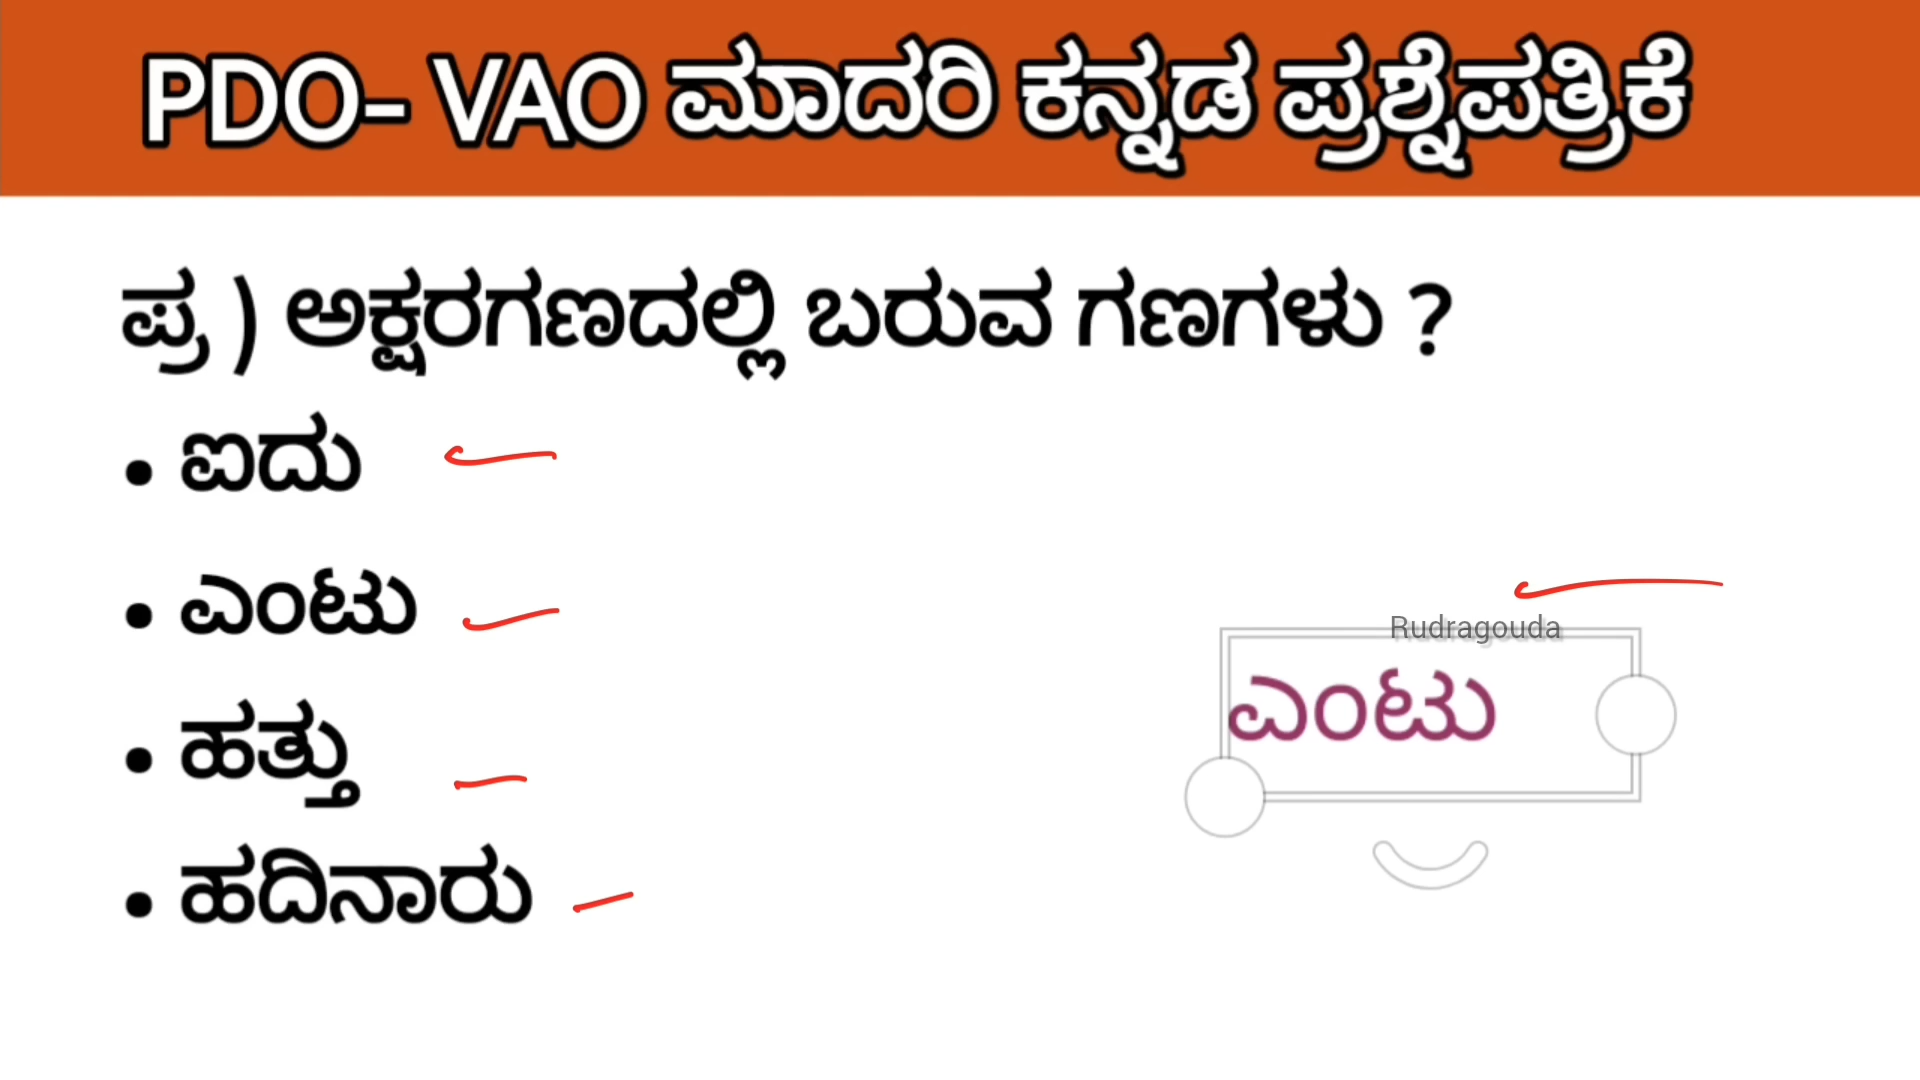 PDO- VAO ಮಾದರಿ ಕನ್ನಡ ಪ್ರಶ್ನೆಪತ್ರಿಕೆ
ಪ್ರ ) ಅಕ್ಷರಗಣದಲ್ಲಿ ಬರುವ ಗಣಗಳು ?
• ಐದು
• ಎಂಟು
• ಹತ್ತು
• ಹದಿನಾರು
Rudragouda
ಎಂಟು